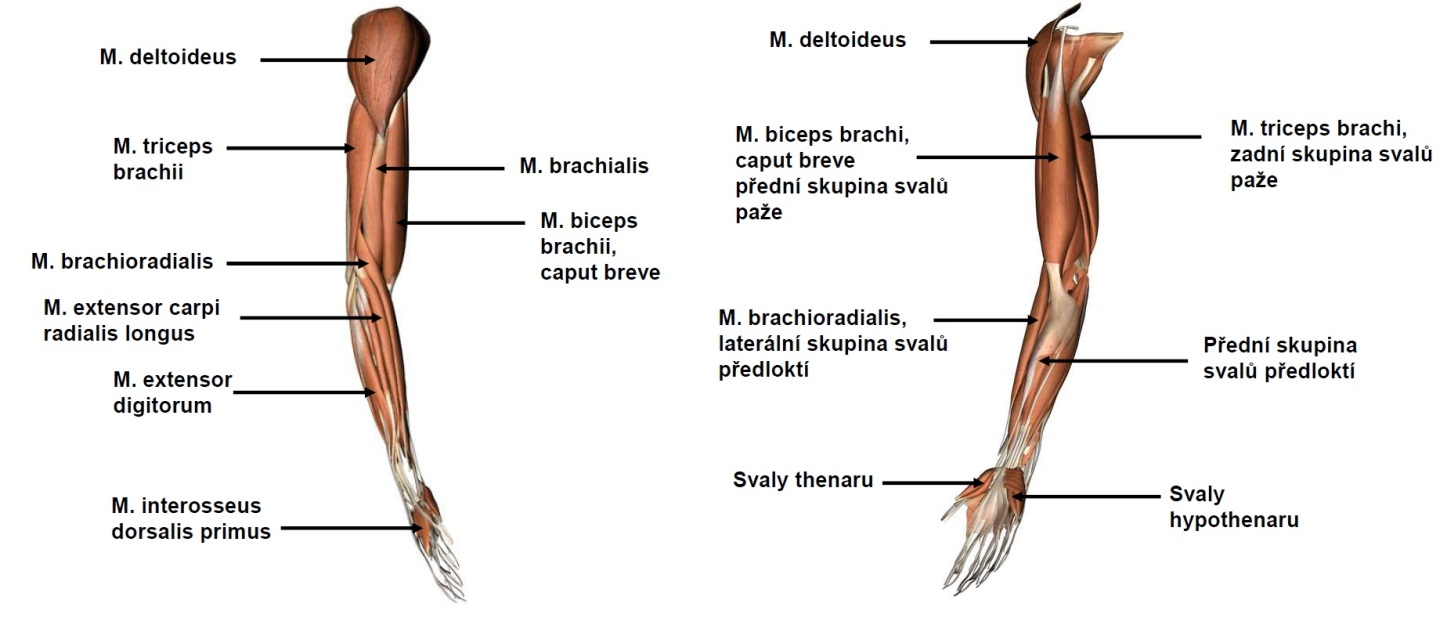 M. deltoideus
M. triceps
brachii
M. brachialis
M. biceps
brachii,
caput breve
M. brachioradialis
M. extensor carpi
radialis longus
M. extensor
digitorum
M. interosseus
dorsalis primus
M. deltoideus
M. biceps brachi,
caput breve
přední skupina svalů
paže
M. triceps brachi,
zadní skupina svalů
paže
M. brachioradialis,
laterální skupina svalů
předloktí
Přední skupina
svalů předloktí
Svaly thenaru
Svaly
hypothenaru